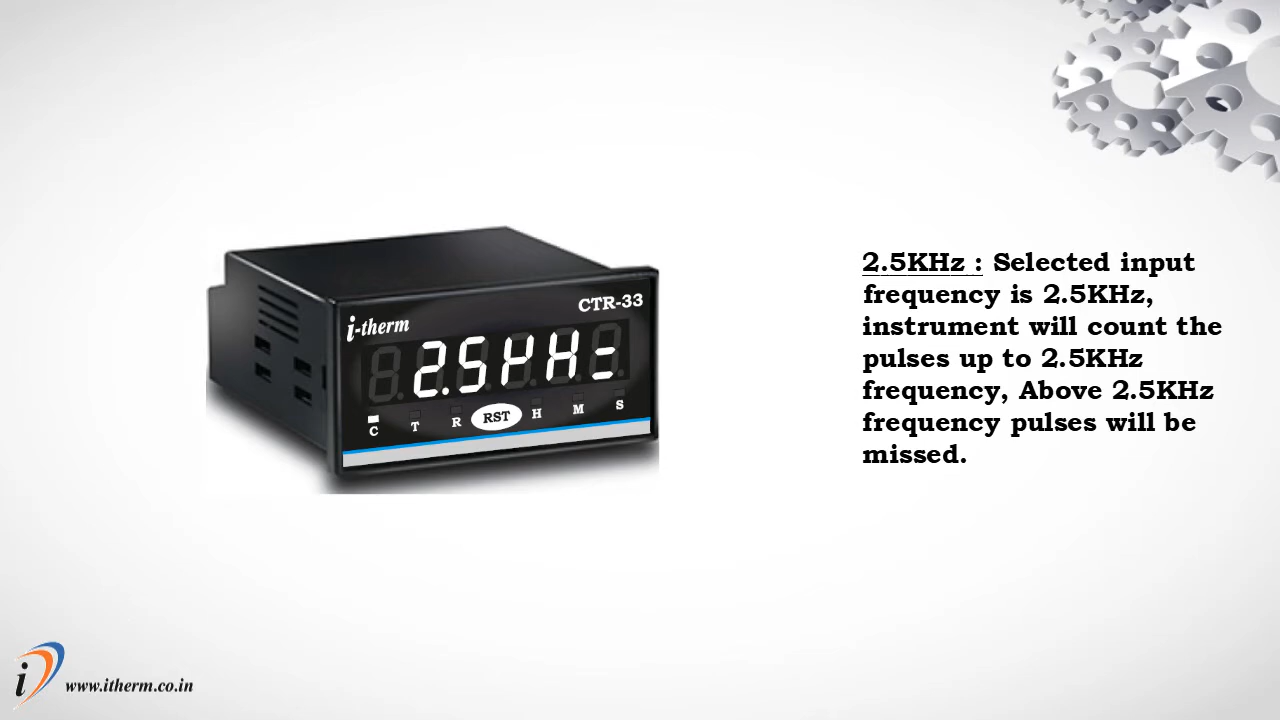 CTR-33
i-therm
2.5KHz
C T R RST H M S
2.5KHz : Selected input
frequency is 2.5KHz,
instrument will count the
pulses up to 2.5KHz
frequency, Above 2.5KHz
frequency pulses will be
missed.
i
www.itherm.co.in